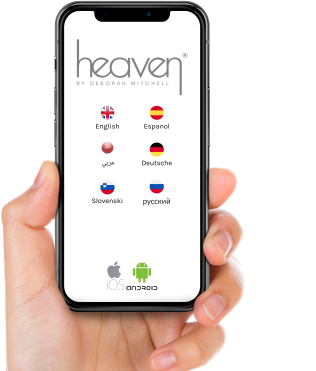 heaven®
BY DEBORAH MITCHELL
English
Espanol
عربي
Deutsche
Slovenski
русский
iOS
ANDROID